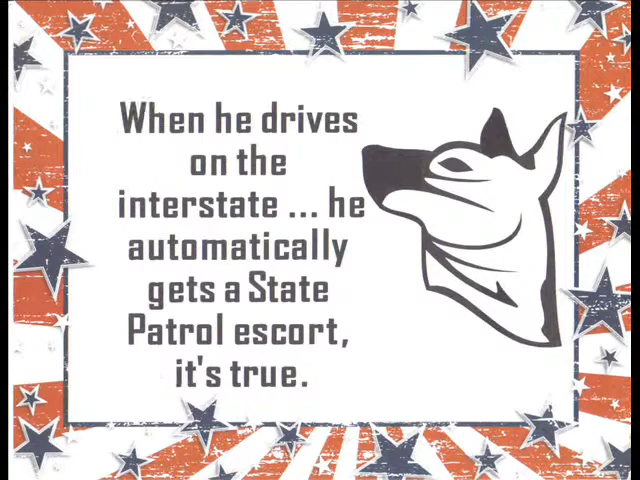 When he drives
on the
interstate ... he
automatically
gets a State
Patrol escort,
it's true.